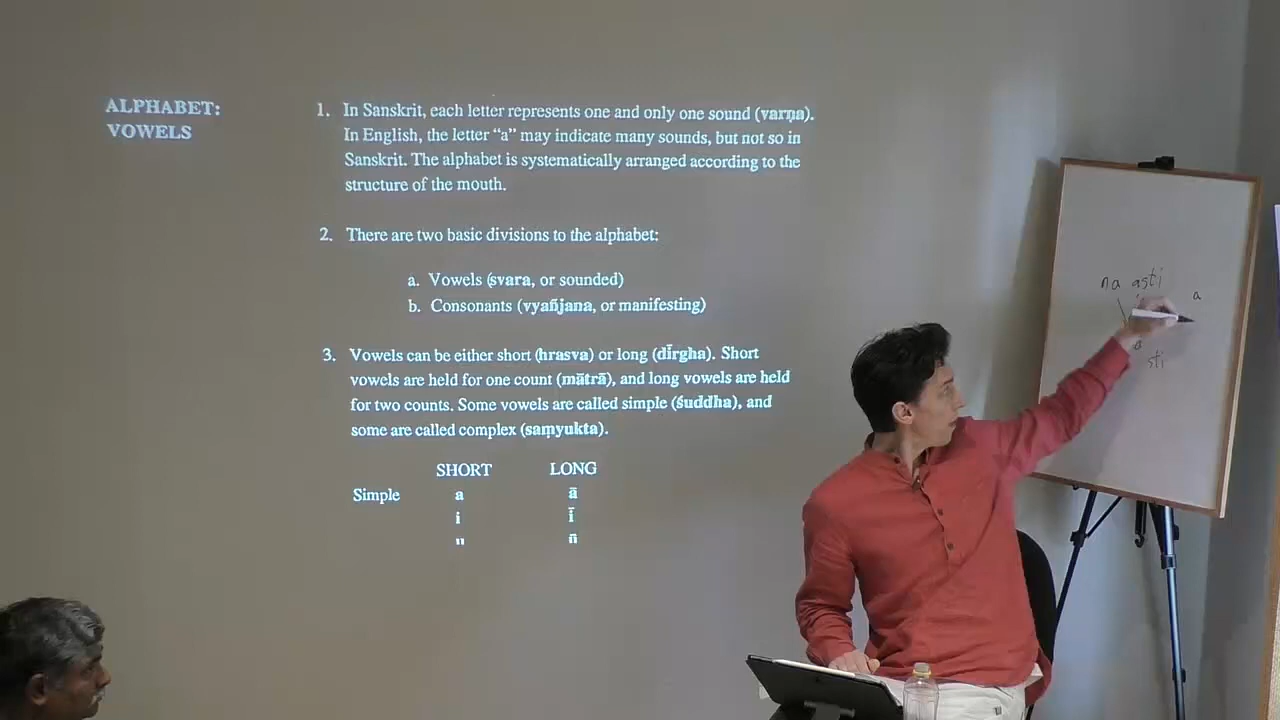 ALPHABET:
VOWELS
1. In Sanskrit, each letter represents one and only one sound (varṇa).
In English, the letter “a” may indicate many sounds, but not so in
Sanskrit. The alphabet is systematically arranged according to the
structure of the mouth.
2. There are two basic divisions to the alphabet:
a. Vowels (svara, or sounded)
b. Consonants (vyañjana, or manifesting)
3. Vowels can be either short (hrasva) or long (dīrgha). Short
vowels are held for one count (mātrā), and long vowels are held
for two counts. Some vowels are called simple (śuddha), and
some are called complex (saṃyukta).
SHORT LONG
Simple a ā
i ī
na asti
a
sti